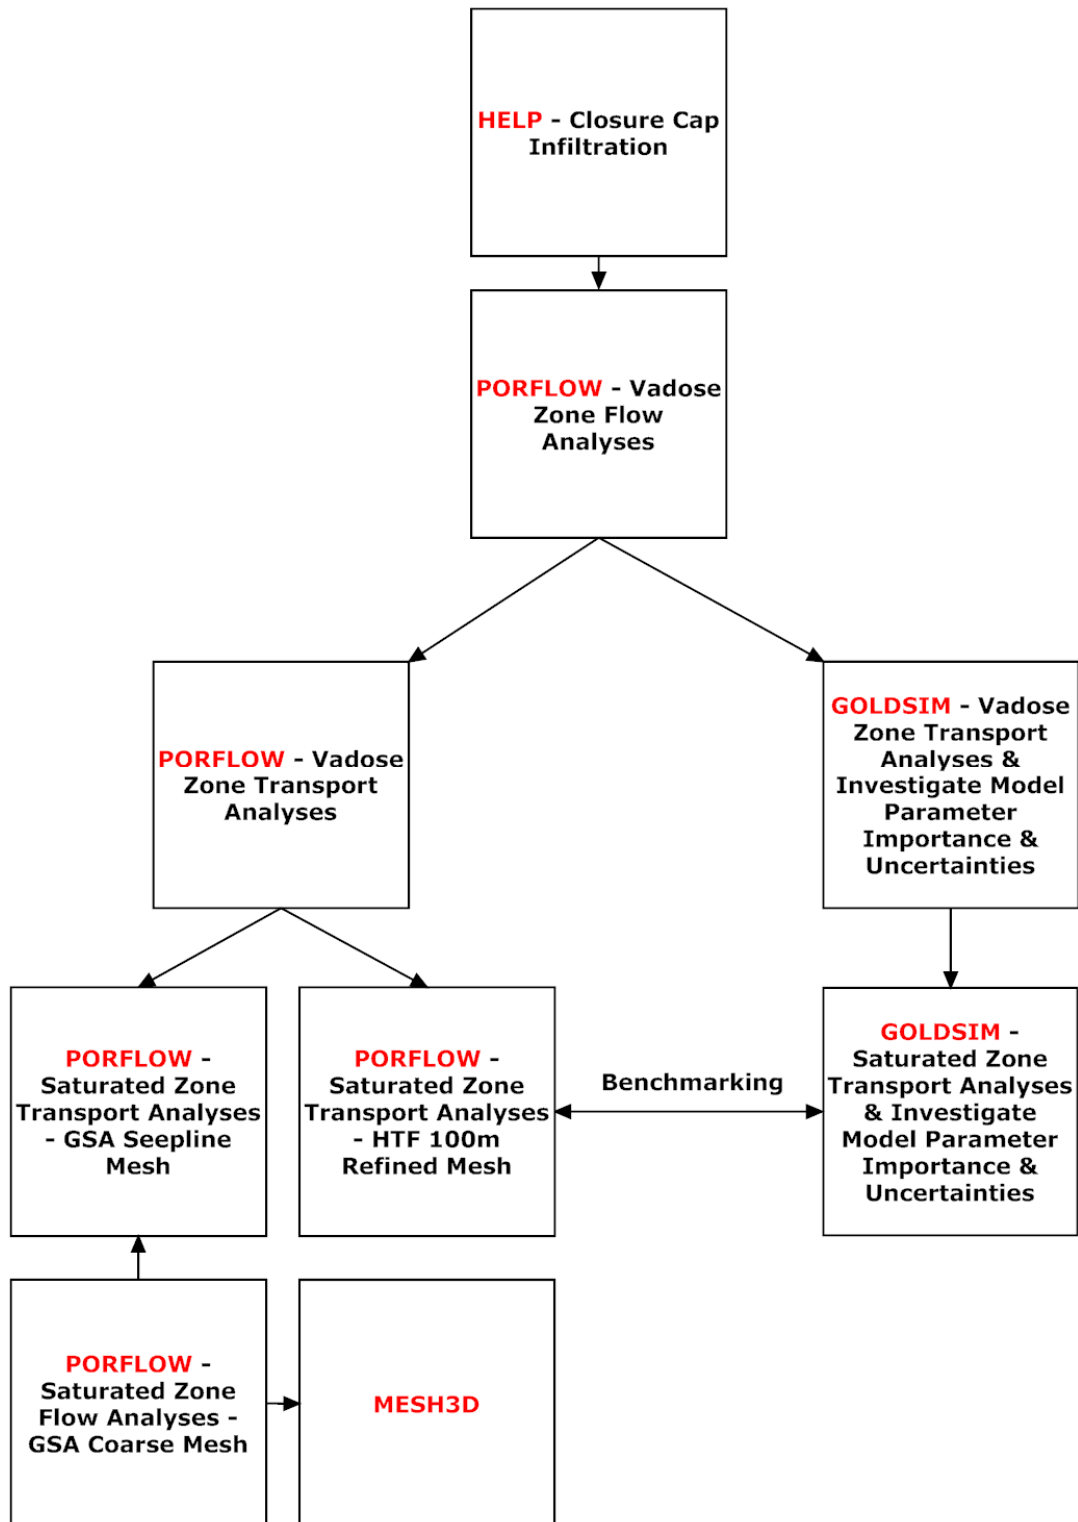 HELP - Closure Cap
Infiltration
PORFLOW - Vadose
Zone Flow
Analyses
PORFLOW - Vadose
Zone Transport
Analyses
GOLDSIM - Vadose
Zone Transport
Analyses &
Investigate Model
Parameter
Importance &
Uncertainties
PORFLOW -
Saturated Zone
Transport Analyses
- GSA Seepline
Mesh
PORFLOW -
Saturated Zone
Transport Analyses
- HTF 100m
Refined Mesh
Benchmarking
GOLDSIM -
Saturated Zone
Transport Analyses
& Investigate
Model Parameter
Importance &
Uncertainties
PORFLOW -
Saturated Zone
Flow Analyses -
GSA Coarse Mesh
MESH3D